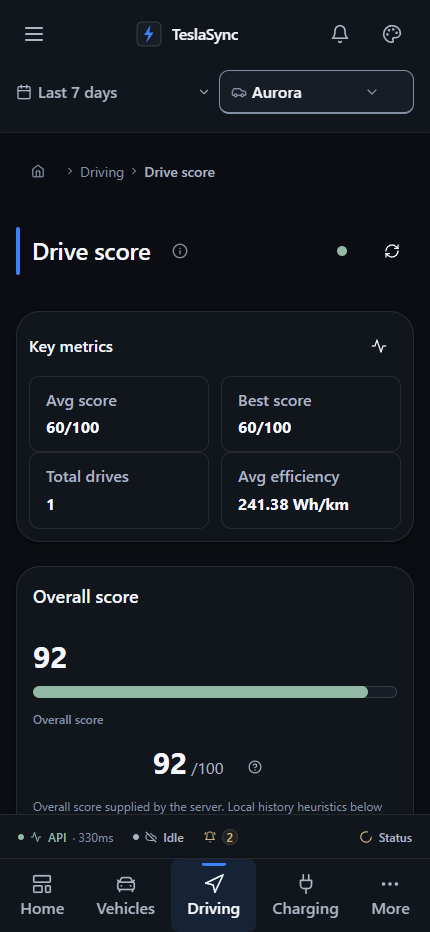 TeslaSync
Last 7 days
Aurora
Driving
Drive score
Drive score
Key metrics
Avg score
60/100
Best score
60/100
Total drives
1
Avg efficiency
241.38 Wh/km
Overall score
92
Overall score
92 /100
Overall score supplied by the server. Local history heuristics below
API · 330ms
Idle
2
Status
Home
Vehicles
Driving
Charging
More